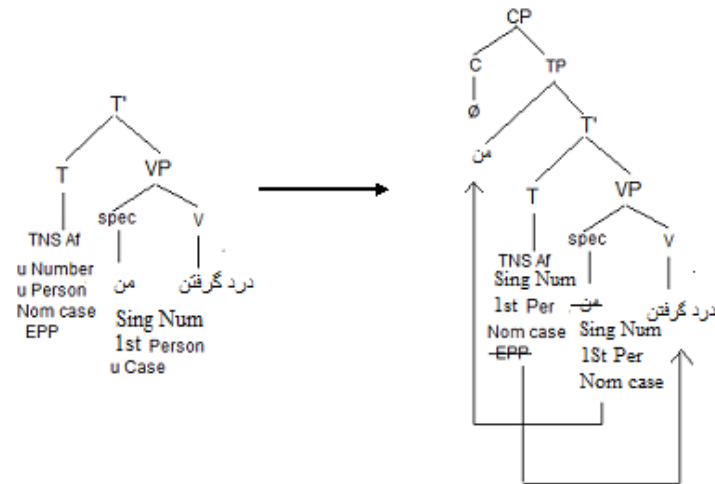 T'
T VP
spec V
TNS Af
u Number
u Person
Nom case
EPP
من
درد گرفتن
Sing Num
1st Person
u Case
CP
C TP
Ø
من
T'
T VP
spec V
TNS Af
Sing Num
1st Per
Nom case
EPP
من
درد گرفتن
Sing Num
1St Per
Nom case